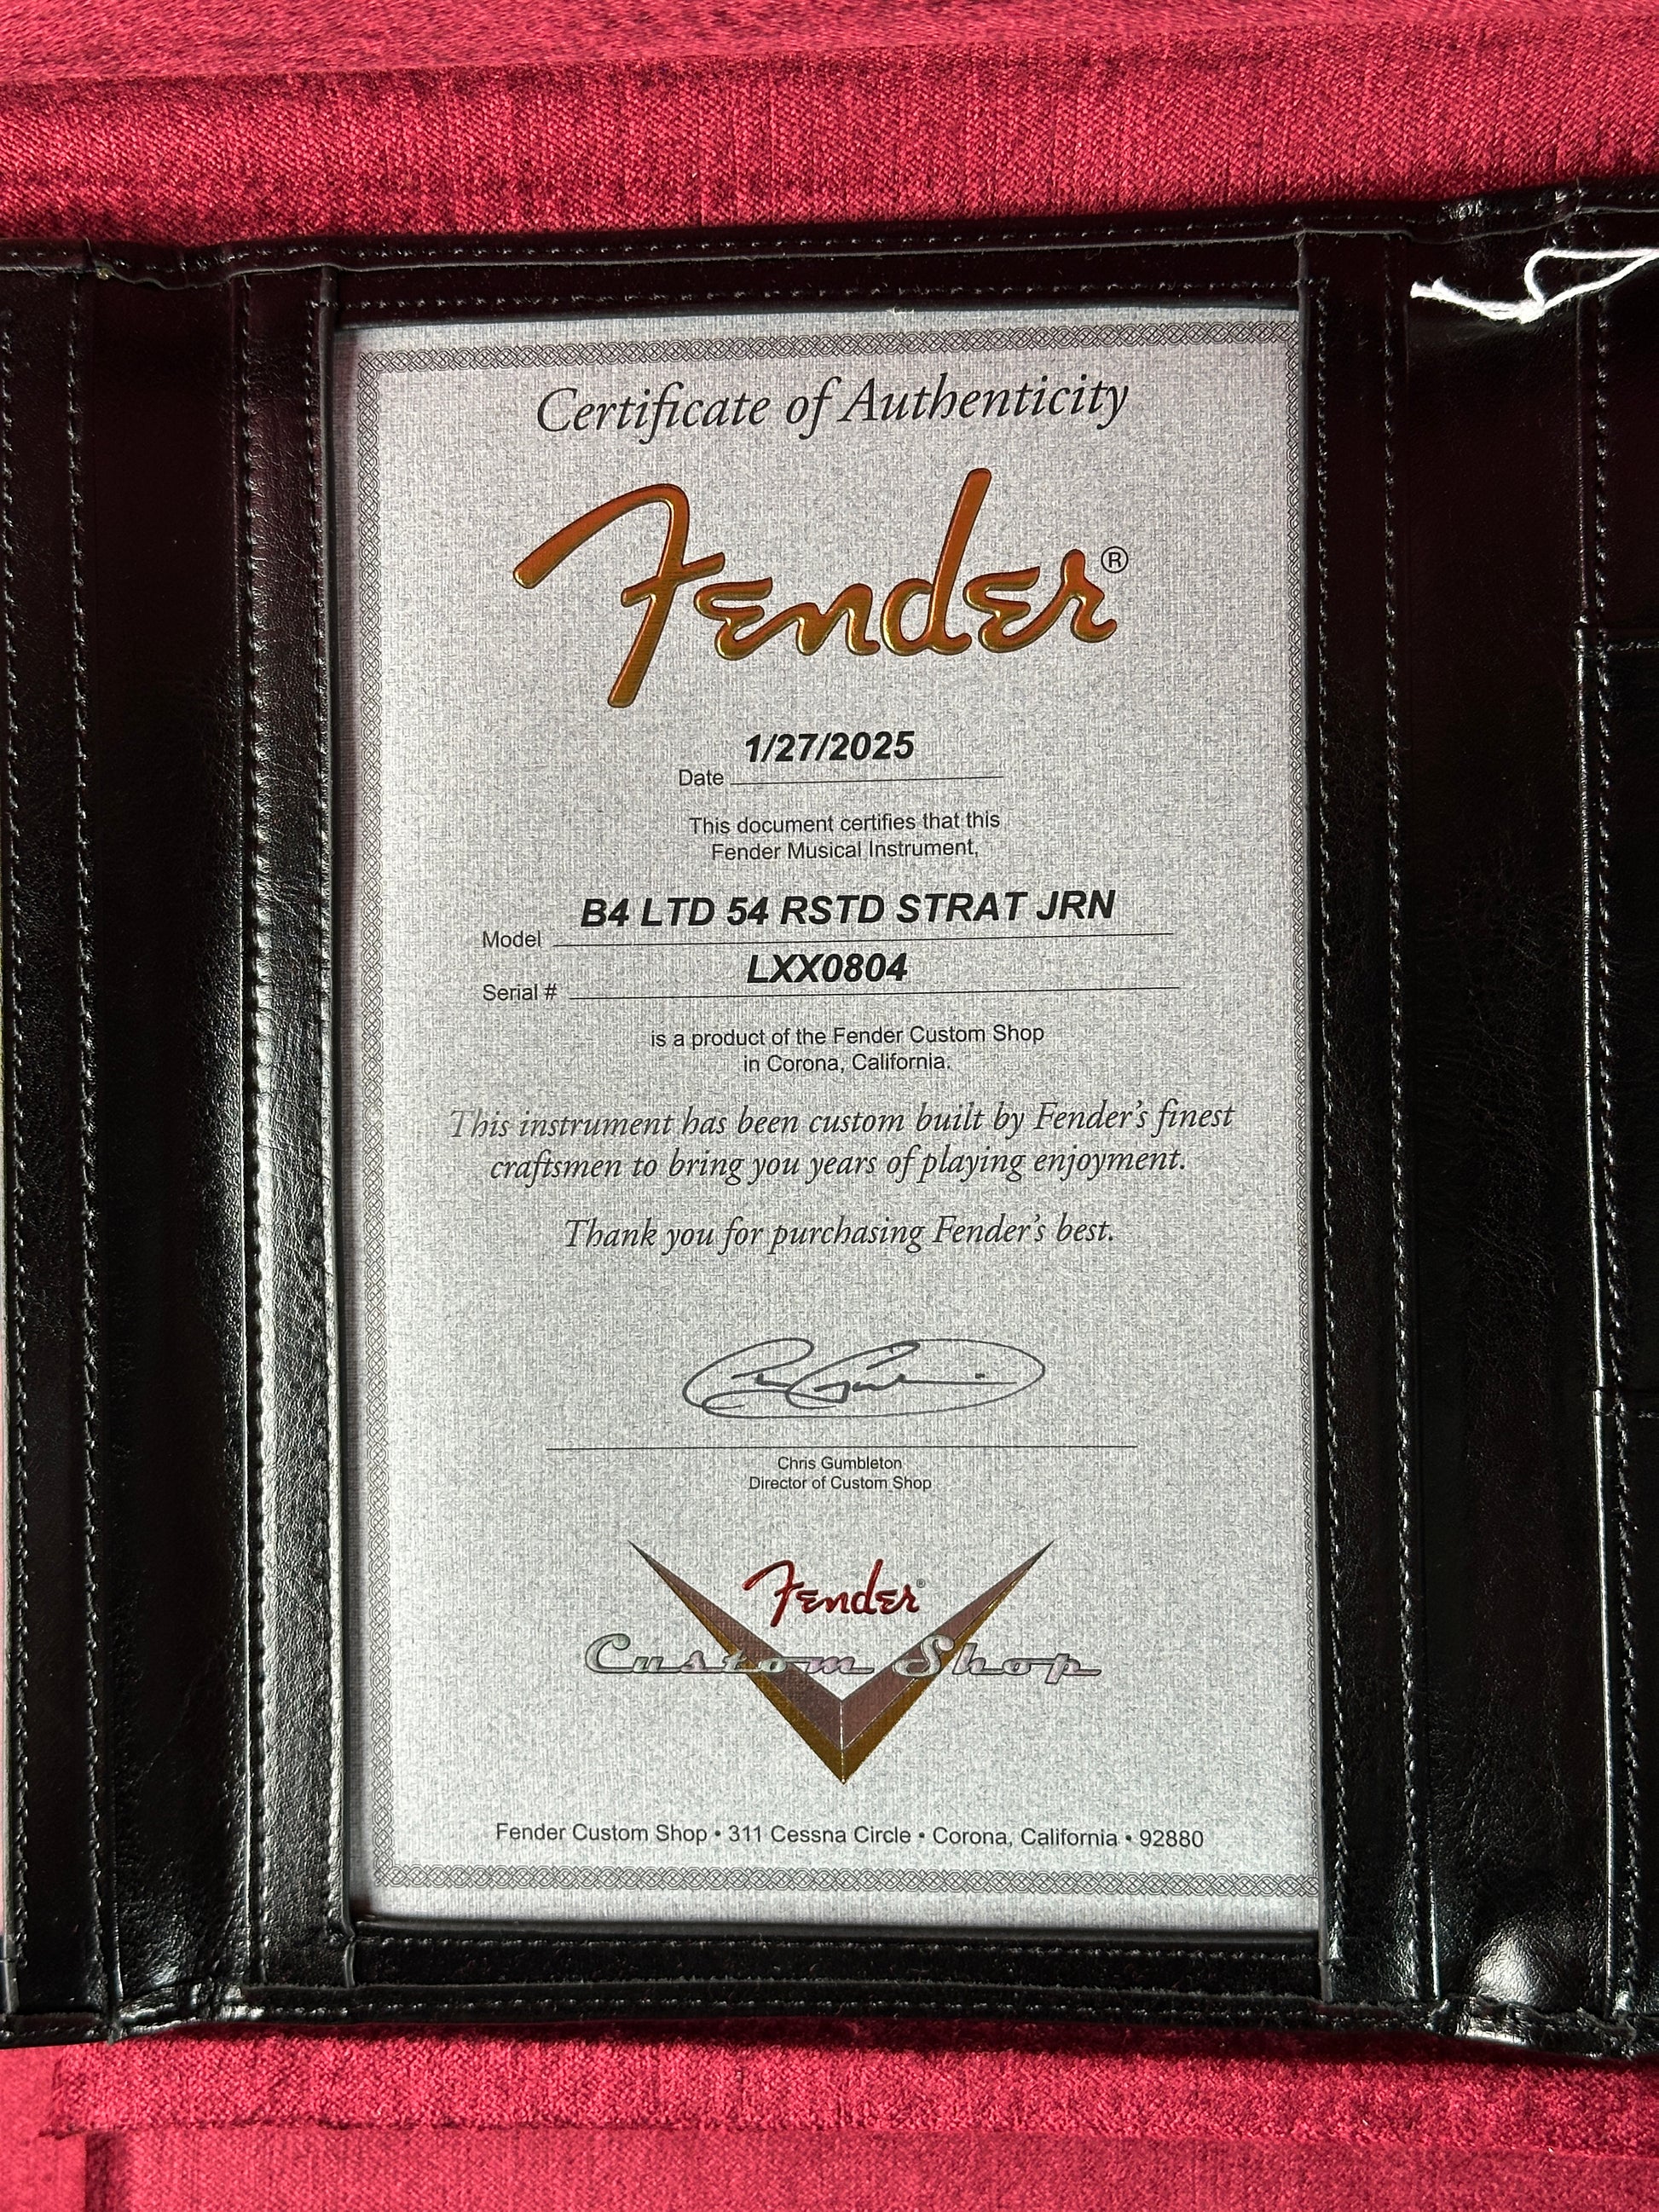 Certificate of Authenticity
Fender®
1/27/2025
Date
This document certifies that this
Fender Musical Instrument,
B4 LTD 54 RSTD STRAT JRN
Model
LXX0804
Serial #
is a product of the Fender Custom Shop
in Corona, California.
This instrument has been custom built by Fender's finest
craftsmen to bring you years of playing enjoyment.
Thank you for purchasing Fender's best.
Chris Gumbleton
Director of Custom Shop
Fender®
Custom Shop
Fender Custom Shop • 311 Cessna Circle • Corona, California • 92880